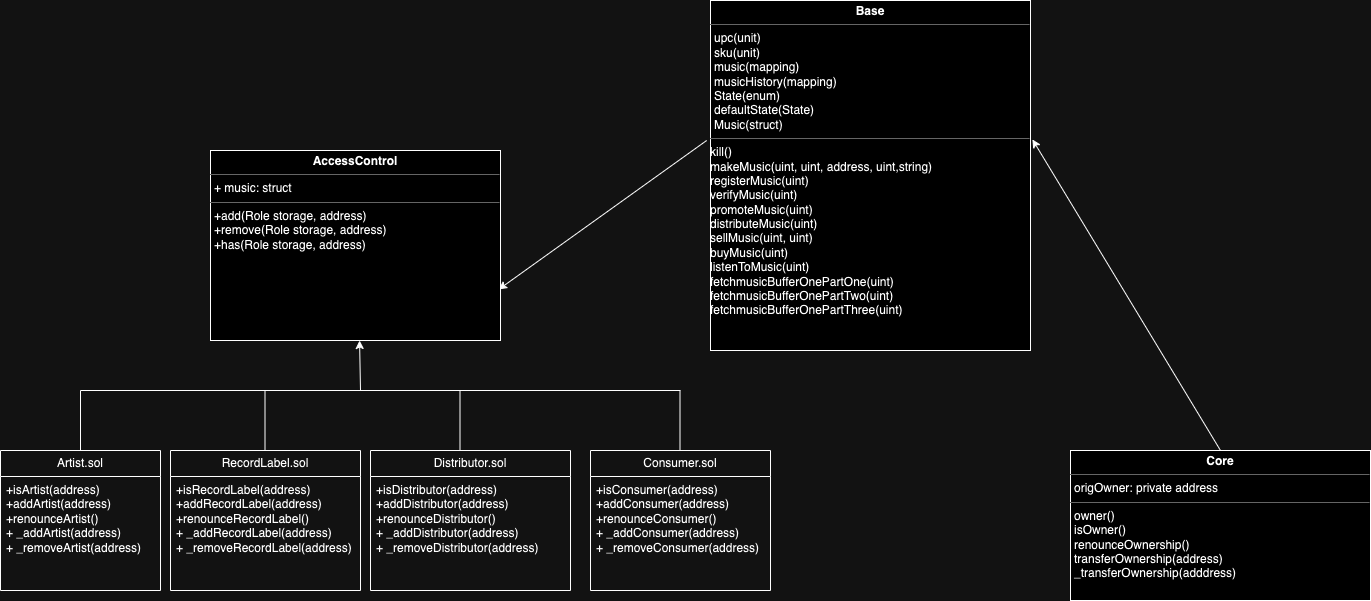 Base
upc(unit)
sku(unit)
music(mapping)
musicHistory(mapping)
State(enum)
defaultState(State)
Music(struct)
kill()
makeMusic(uint, uint, address, uint,string)
registerMusic(uint)
verifyMusic(uint)
promoteMusic(uint)
distributeMusic(uint)
sellMusic(uint, uint)
buyMusic(uint)
listenToMusic(uint)
fetchmusicBufferOnePartOne(uint)
fetchmusicBufferOnePartTwo(uint)
fetchmusicBufferOnePartThree(uint)
AccessControl
+ music: struct
+add(Role storage, address)
+remove(Role storage, address)
+has(Role storage, address)
Artist.sol
+isArtist(address)
+addArtist(address)
+renounceArtist()
+ _addArtist(address)
+ _removeArtist(address)
RecordLabel.sol
+isRecordLabel(address)
+addRecordLabel(address)
+renounceRecordLabel()
+ _addRecordLabel(address)
+ _removeRecordLabel(address)
Distributor.sol
+isDistributor(address)
+addDistributor(address)
+renounceDistributor()
+ _addDistributor(address)
+ _removeDistributor(address)
Consumer.sol
+isConsumer(address)
+addConsumer(address)
+renounceConsumer()
+ _addConsumer(address)
+ _removeConsumer(address)
Core
origOwner: private address
owner()
isOwner()
renounceOwnership()
transferOwnership(address)
_transferOwnership(adddress)